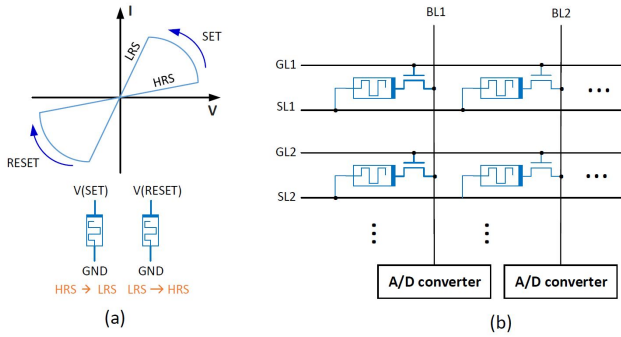 I
SET
LRS
HRS
V
RESET
V(SET) V(RESET)
GND GND
HRS → LRS LRS → HRS
(a)
BL1 BL2
GL1
SL1
GL2
SL2
A/D converter A/D converter
(b)